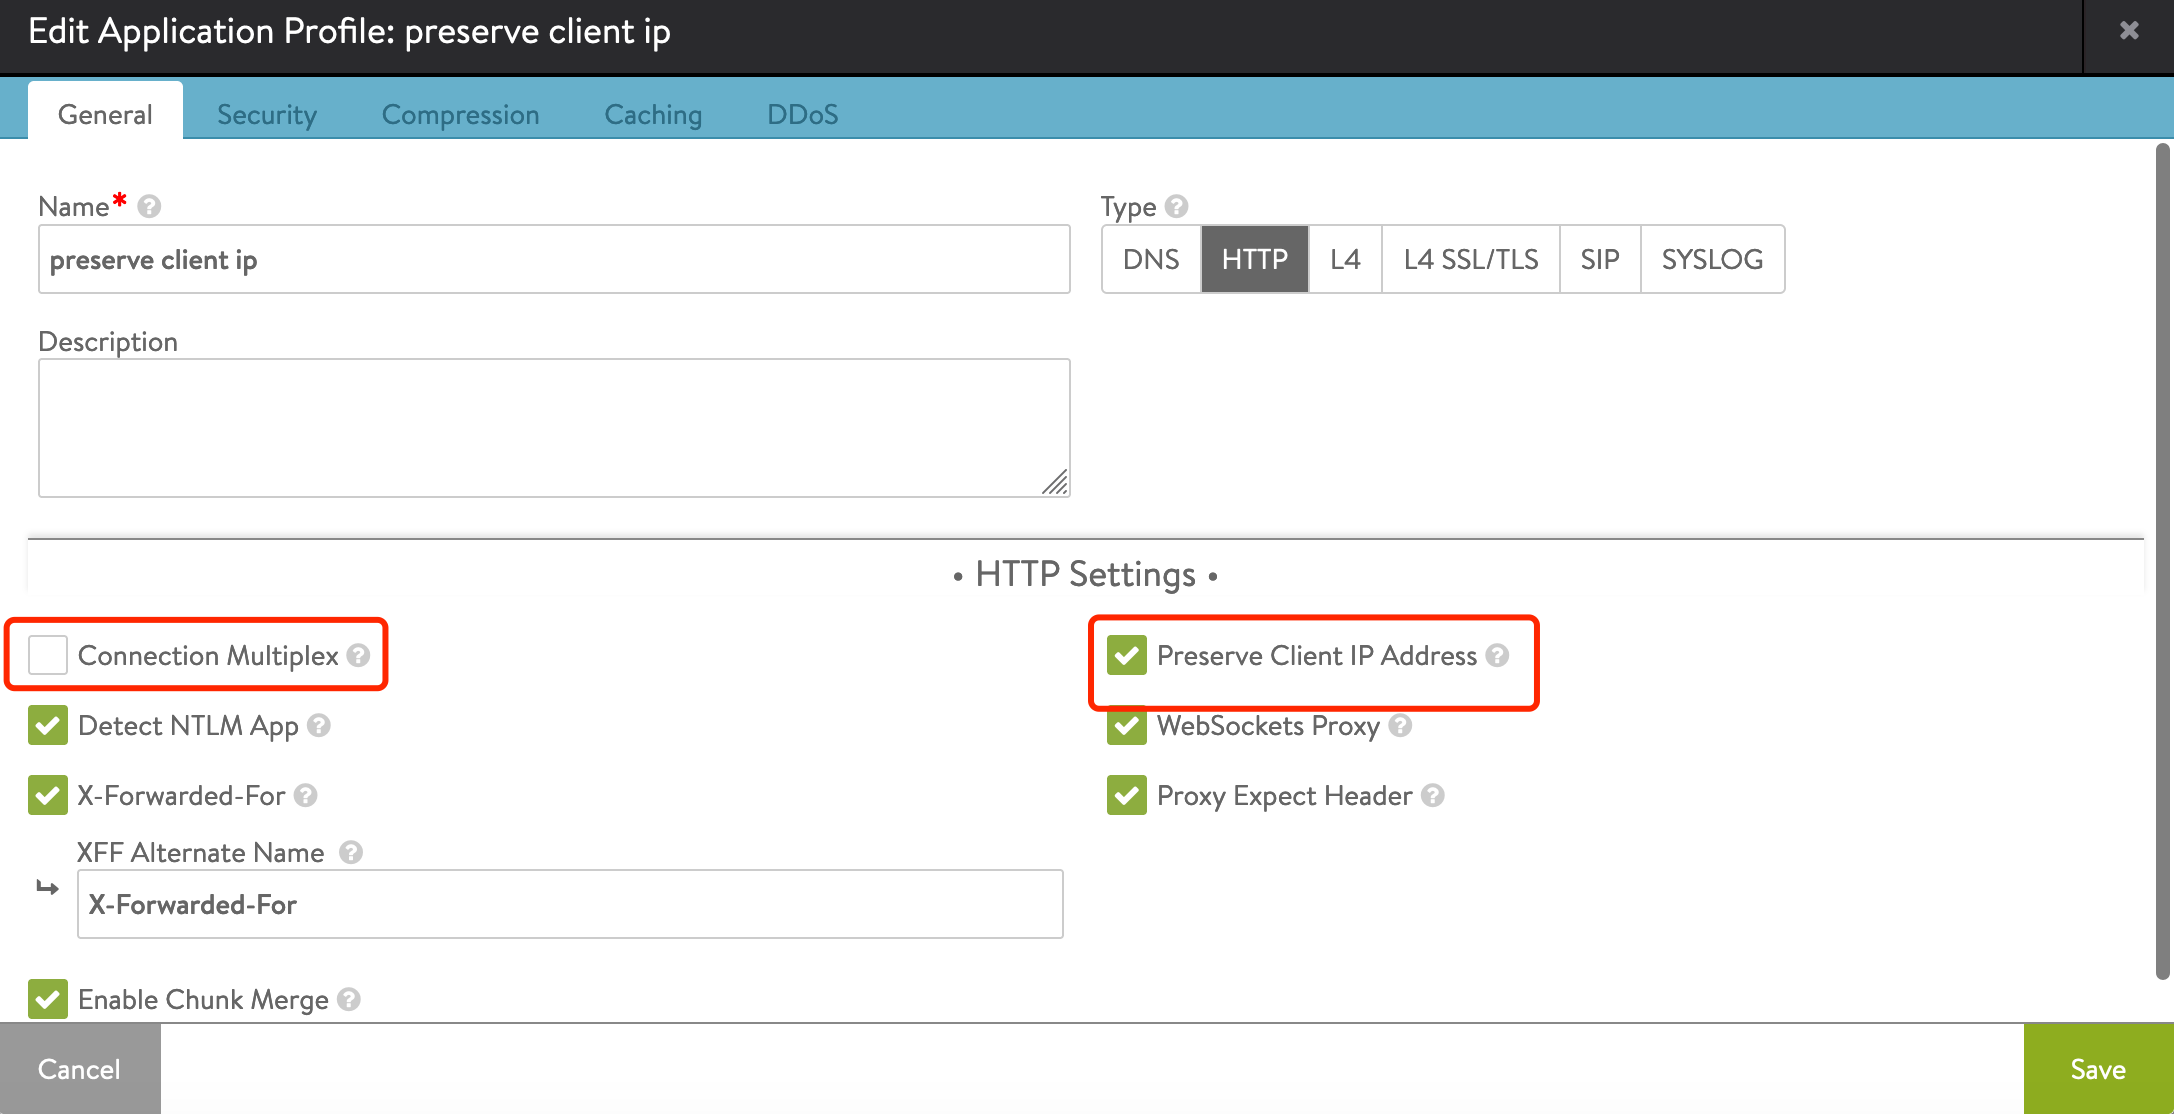 Edit Application Profile: preserve client ip
General Security Compression Caching DDoS
Name*
preserve client ip
Type
DNS HTTP L4 L4 SSL/TLS SIP SYSLOG
Description
• HTTP Settings •
Connection Multiplex
Preserve Client IP Address
Detect NTLM App
WebSockets Proxy
X-Forwarded-For
Proxy Expect Header
XFF Alternate Name
X-Forwarded-For
Enable Chunk Merge
Cancel
Save